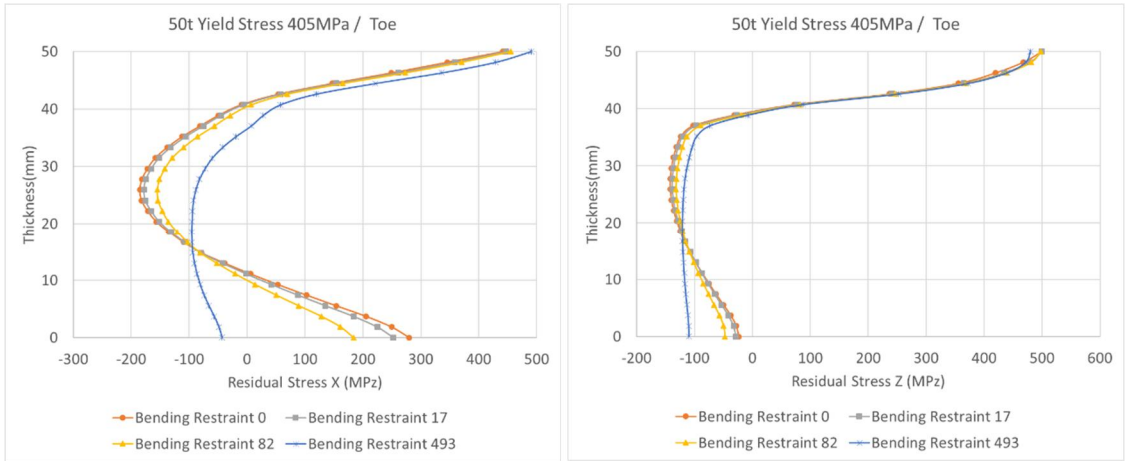 50t Yield Stress 405MPa / Toe
50
40
30
20
10
0
Thickness(mm)
-300 -200 -100 0 100 200 300 400 500
Residual Stress X (MPz)
Bending Restraint 0 Bending Restraint 17
Bending Restraint 82 Bending Restraint 493
50t Yield Stress 405MPa / Toe
50
40
30
20
10
0
Thickness(mm)
-200 -100 0 100 200 300 400 500 600
Residual Stress Z (MPz)
Bending Restraint 0 Bending Restraint 17
Bending Restraint 82 Bending Restraint 493